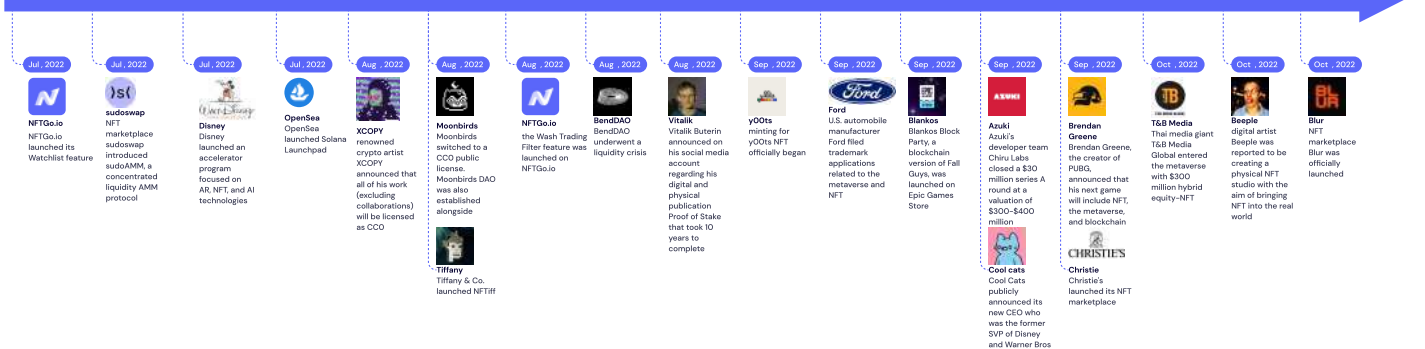 Jul , 2022
NFTGo.io
NFTGo.io
launched its
Watchlist feature
Jul , 2022
)s(
sudoswap
NFT
marketplace
sudoswap
introduced
sudoAMM, a
concentrated
liquidity AMM
protocol
Jul , 2022
Disney
Disney
launched an
accelerator
program
focused on
AR, NFT, and AI
technologies
Jul , 2022
OpenSea
OpenSea
launched Solana
Launchpad
Aug , 2022
XCOPY
renowned
crypto artist
XCOPY
announced that
all of his work
(excluding
collaborations)
will be licensed
as CC0
Aug , 2022
Moonbirds
switched to a
CC0 public
license.
Moonbirds DAO
was also
established
alongside
Tiffany
Tiffany & Co.
launched NFTiff
Aug , 2022
NFTGo.io
the Wash Trading
Filter feature was
launched on
NFTGo.io
Aug , 2022
BendDAO
BendDAO
underwent a
liquidity crisis
Aug , 2022
Vitalik
Vitalik Buterin
announced on
his social media
account
regarding his
digital and
physical
publication
Proof of Stake
that took 10
years to
complete
Sep , 2022
y00ts
minting for
y00ts NFT
officially began
Sep , 2022
Ford
Ford
U.S. automobile
manufacturer
Ford filed
trademark
applications
related to the
metaverse and
NFT
Sep , 2022
Blankos
Blankos Block
Party, a
blockchain
version of Fall
Guys, was
launched on
Epic Games
Store
Sep , 2022
AZUKI
Azuki
Azuki's
developer team
Chiru Labs
closed a $30
million series A
round at a
valuation of
$300-$400
million
Cool cats
Cool Cats
publicly
announced its
new CEO who
was the former
SVP of Disney
and Warner Bros
Sep , 2022
Brendan
Greene
Brendan Greene,
the creator of
PUBG,
announced that
his next game
will include NFT,
the metaverse,
and blockchain
CHRISTIE'S
Christie
Christie's
launched its NFT
marketplace
Oct , 2022
TB
T&B Media
Thai media giant
T&B Media
Global entered
the metaverse
with $300
million hybrid
equity-NFT
Oct , 2022
Beeple
digital artist
Beeple was
reported to be
creating a
physical NFT
studio with the
aim of bringing
NFT into the real
world
Oct , 2022
BL
UR
Blur
NFT
marketplace
Blur was
officially
launched